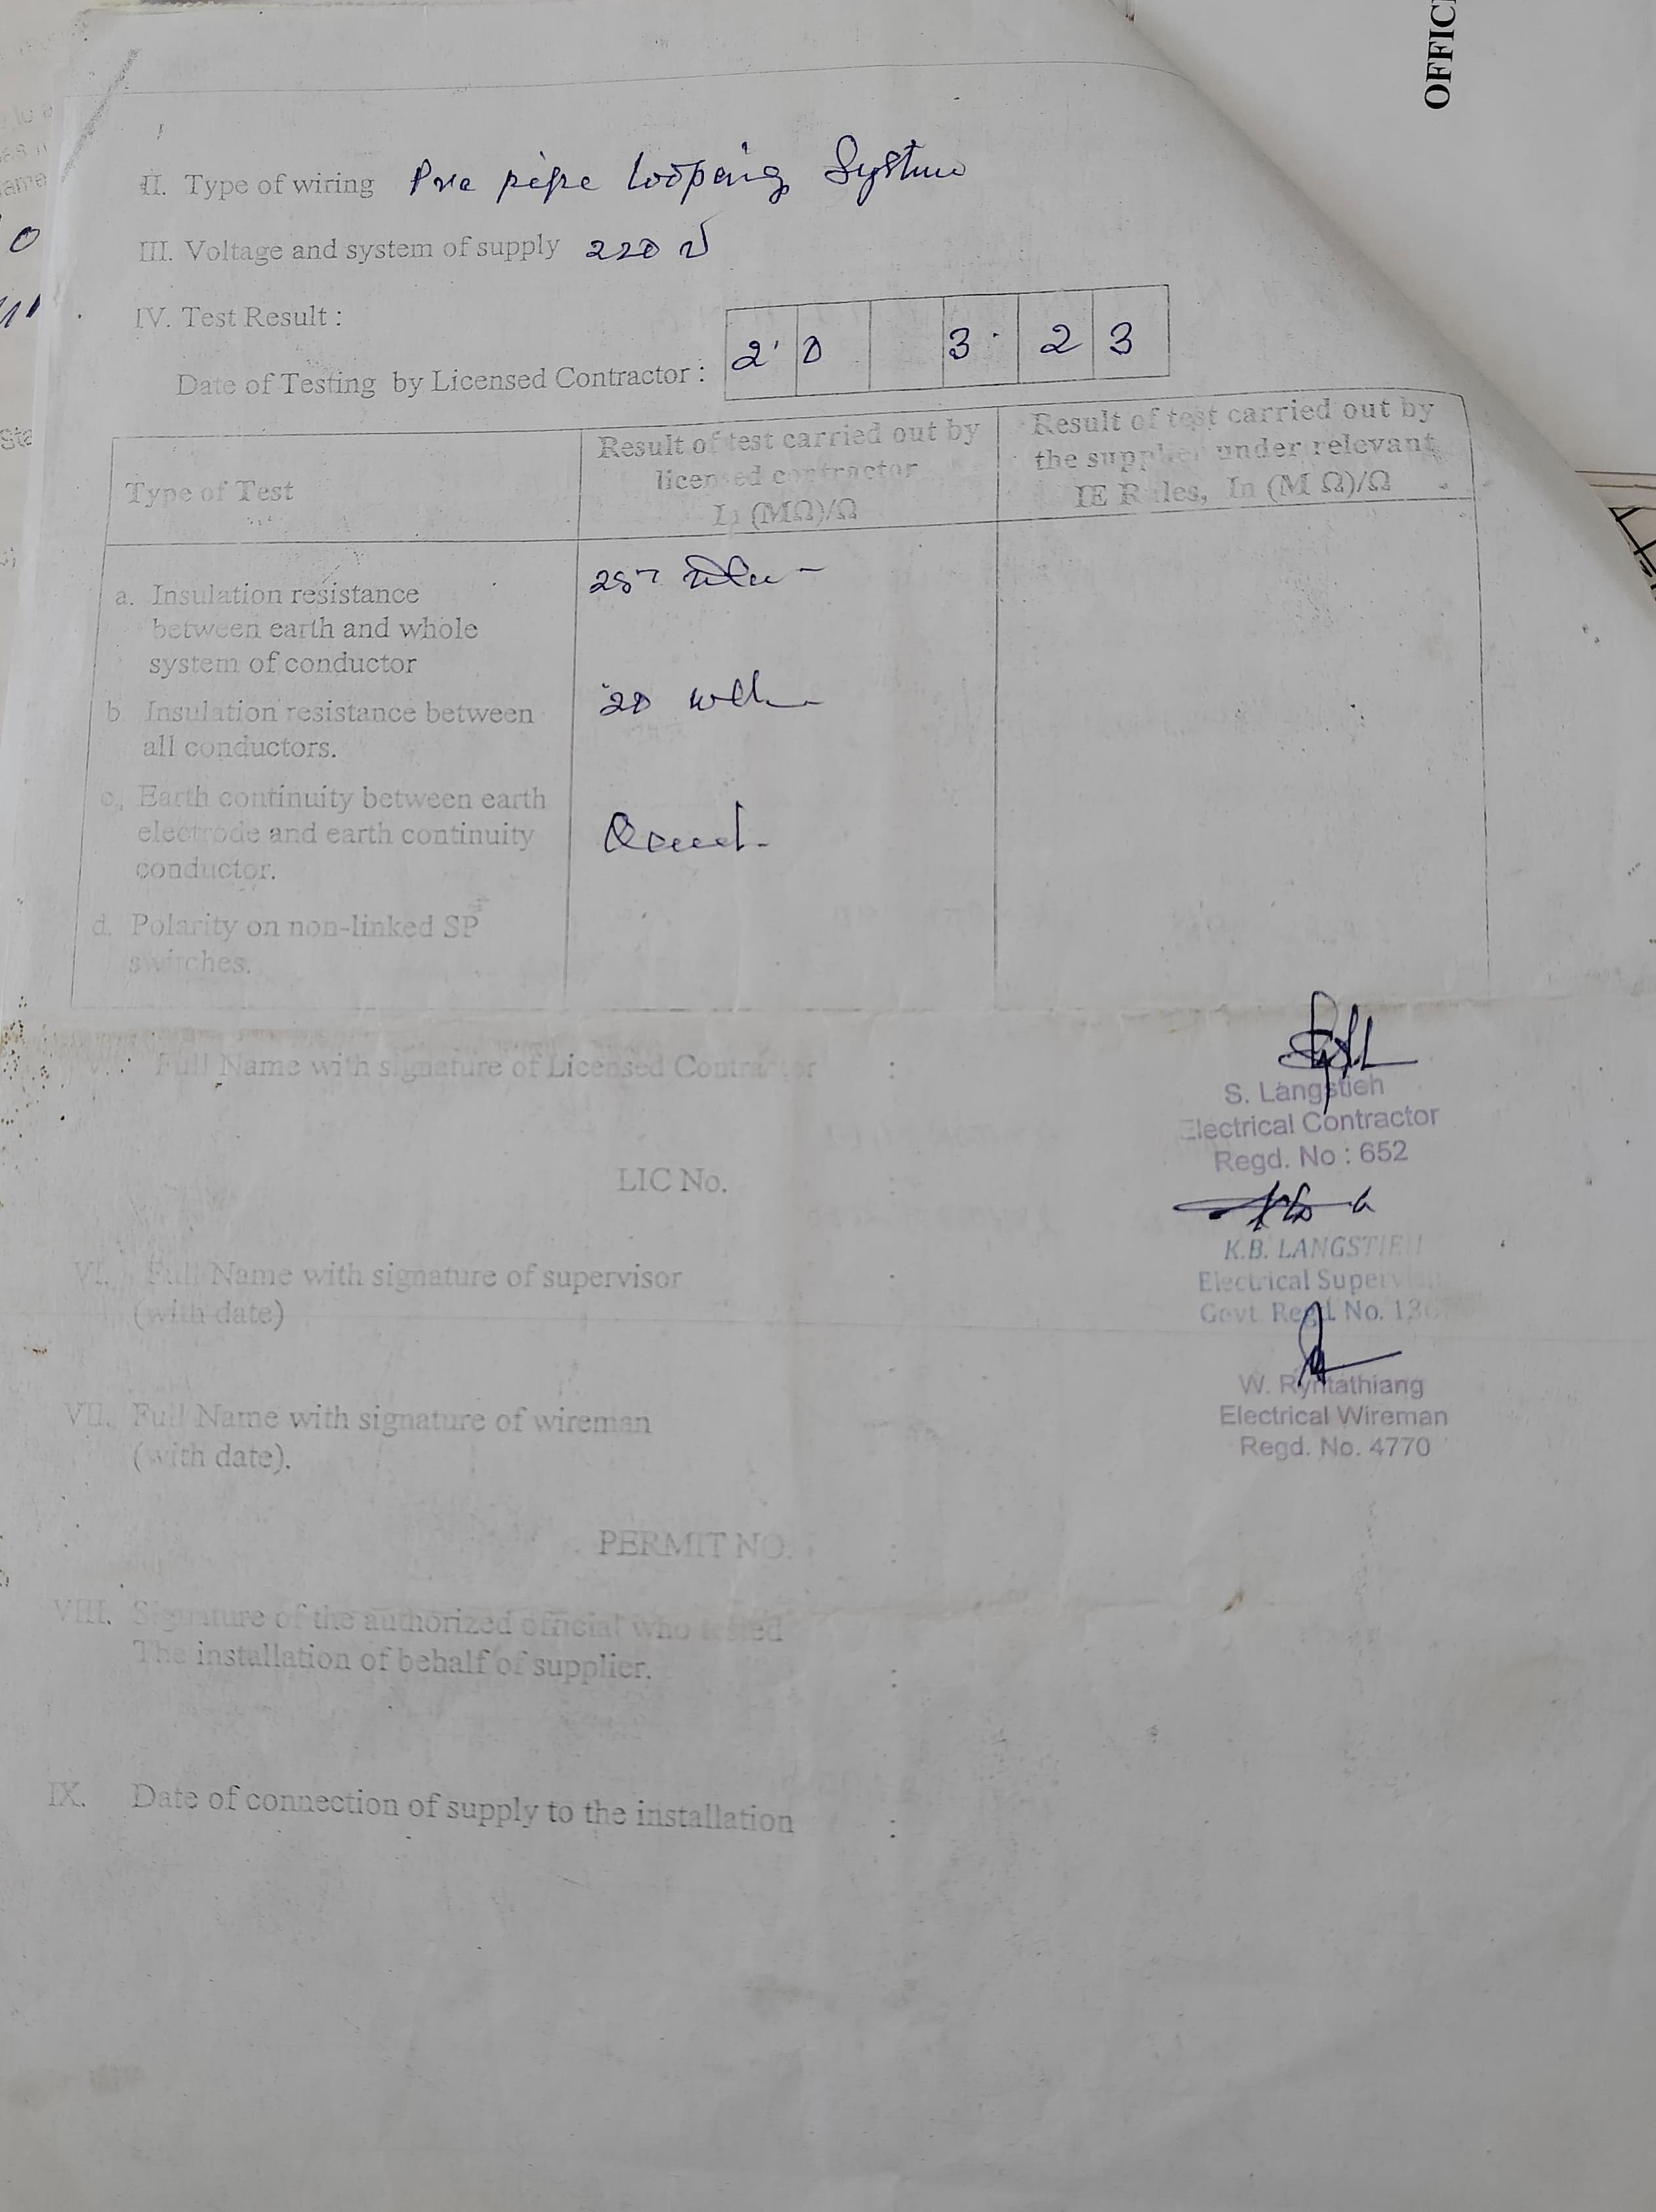 OFFIC
II. Type of wiring Pvc pipe looping System
III. Voltage and system of supply 220 V
IV. Test Result :
Date of Testing by Licensed Contractor : 2 0 3 2 3
Type of Test
Result of test carried out by
licensed contractor
In (MΩ)/Ω
Result of test carried out by
the supplier under relevant
IE Rules, In (M Ω)/Ω
a. Insulation resistance
between earth and whole
system of conductor
25
b. Insulation resistance between
all conductors.
20
c. Earth continuity between earth
electrode and earth continuity
conductor.
d. Polarity on non-linked SP
switches.
Full Name with signature of Licensed Contractor :
S. Langstieh
Electrical Contractor
Regd. No : 652
LIC No. :
VI. Full Name with signature of supervisor :
(with date)
K.B. LANGSTIEH
Electrical Supervisor
Govt. Regd. No.
VII. Full Name with signature of wireman
(with date).
W. Ryntathiang
Electrical Wireman
Regd. No. 4770
PERMIT NO. :
VIII. Signature of the authorized official who tested
The installation of behalf of supplier. :
IX. Date of connection of supply to the installation :